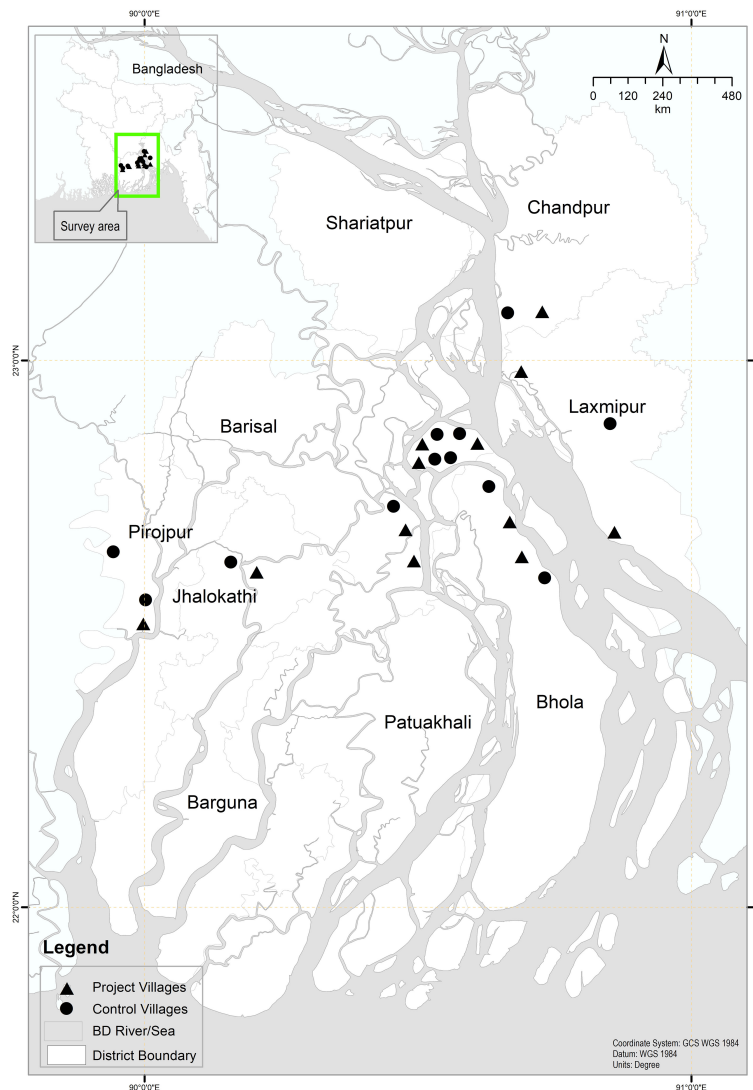 90°0'0"E
91°0'0"E
Bangladesh
Survey area
N
0 120 240 480
km
Shariatpur
Chandpur
23°0'0"N
Laxmipur
Barisal
Pirojpur
Jhalokathi
Bhola
Patuakhali
Barguna
22°0'0"N
Legend
Project Villages
Control Villages
BD River/Sea
District Boundary
Coordinate System: GCS WGS 1984
Datum: WGS 1984
Units: Degree
90°0'0"E
91°0'0"E